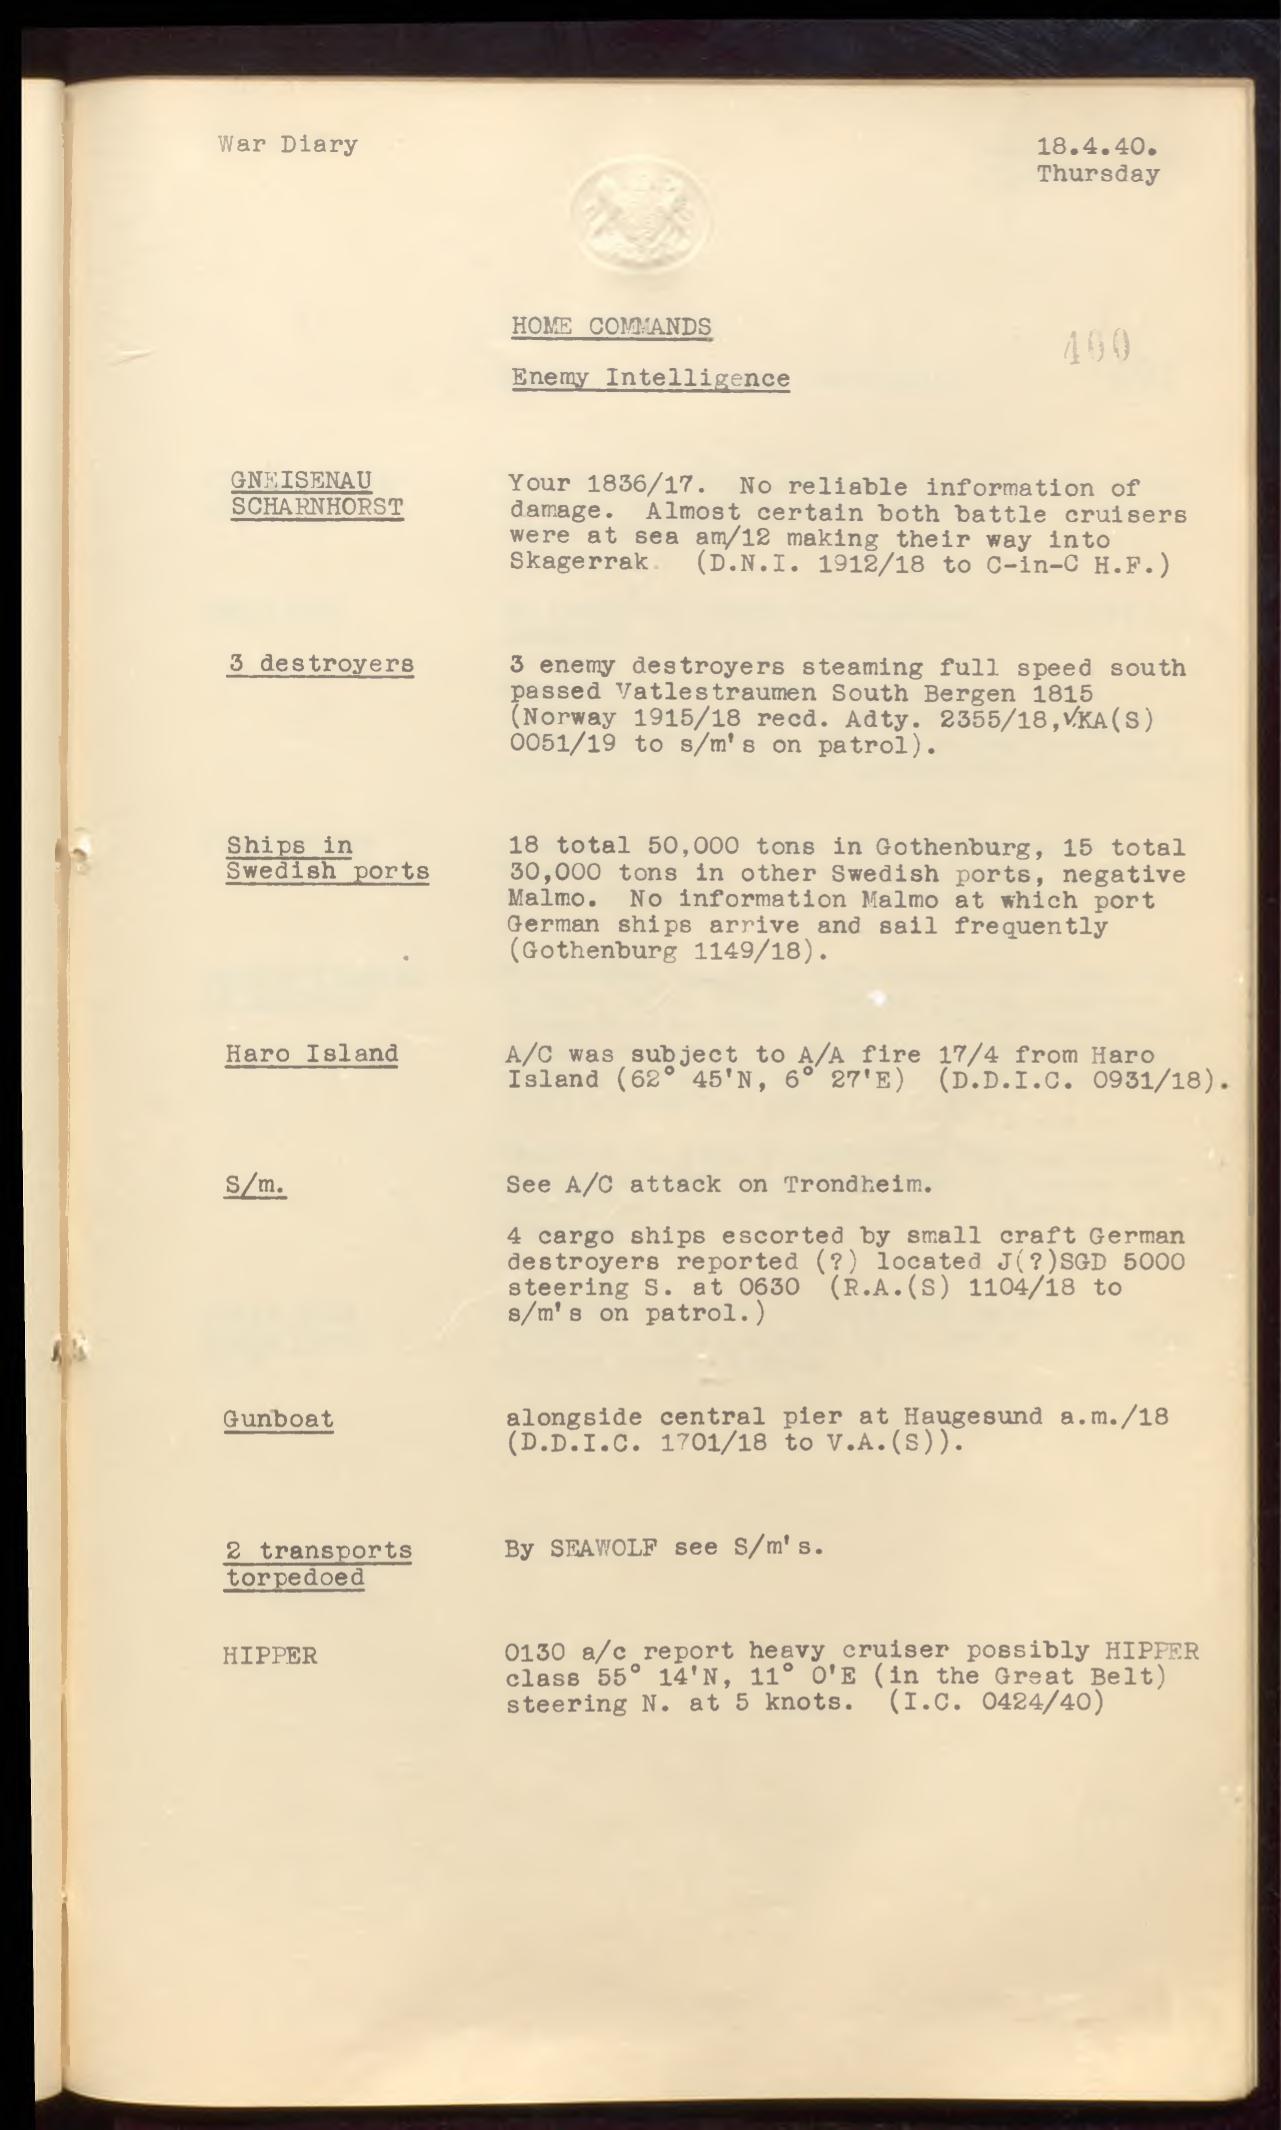 War Diary
18.4.40.
Thursday
HOME COMMANDS
400
Enemy Intelligence
GNEISENAU
SCHARNHORST
Your 1836/17. No reliable information of
damage. Almost certain both battle cruisers
were at sea am/12 making their way into
Skagerrak. (D.N.I. 1912/18 to C-in-C H.F.)
3 destroyers
3 enemy destroyers steaming full speed south
passed Vatlestraumen South Bergen 1815
(Norway 1915/18 recd. Adty. 2355/18, (S)
0051/19 to s/m's on patrol).
Ships in
Swedish ports
18 total 50,000 tons in Gothenburg, 15 total
30,000 tons in other Swedish ports, negative
Malmo. No information Malmo at which port
German ships arrive and sail frequently
(Gothenburg 1149/18).
Haro Island
A/C was subject to A/A fire 17/4 from Haro
Island (62° 45'N, 6° 27'E) (D.D.I.C. 0931/18).
S/m.
See A/C attack on Trondheim.
4 cargo ships escorted by small craft German
destroyers reported (?) located J(?)SGD 5000
steering S. at 0630 (R.A.(S) 1104/18 to
s/m's on patrol.)
Gunboat
alongside central pier at Haugesund a.m./18
(D.D.I.C. 1701/18 to V.A.(S)).
2 transports
torpedoed
By SEAWOLF see S/m's.
HIPPER
0130 a/c report heavy cruiser possibly HIPPER
class 55° 14'N, 11° 0'E (in the Great Belt)
steering N. at 5 knots. (I.C. 0424/40)